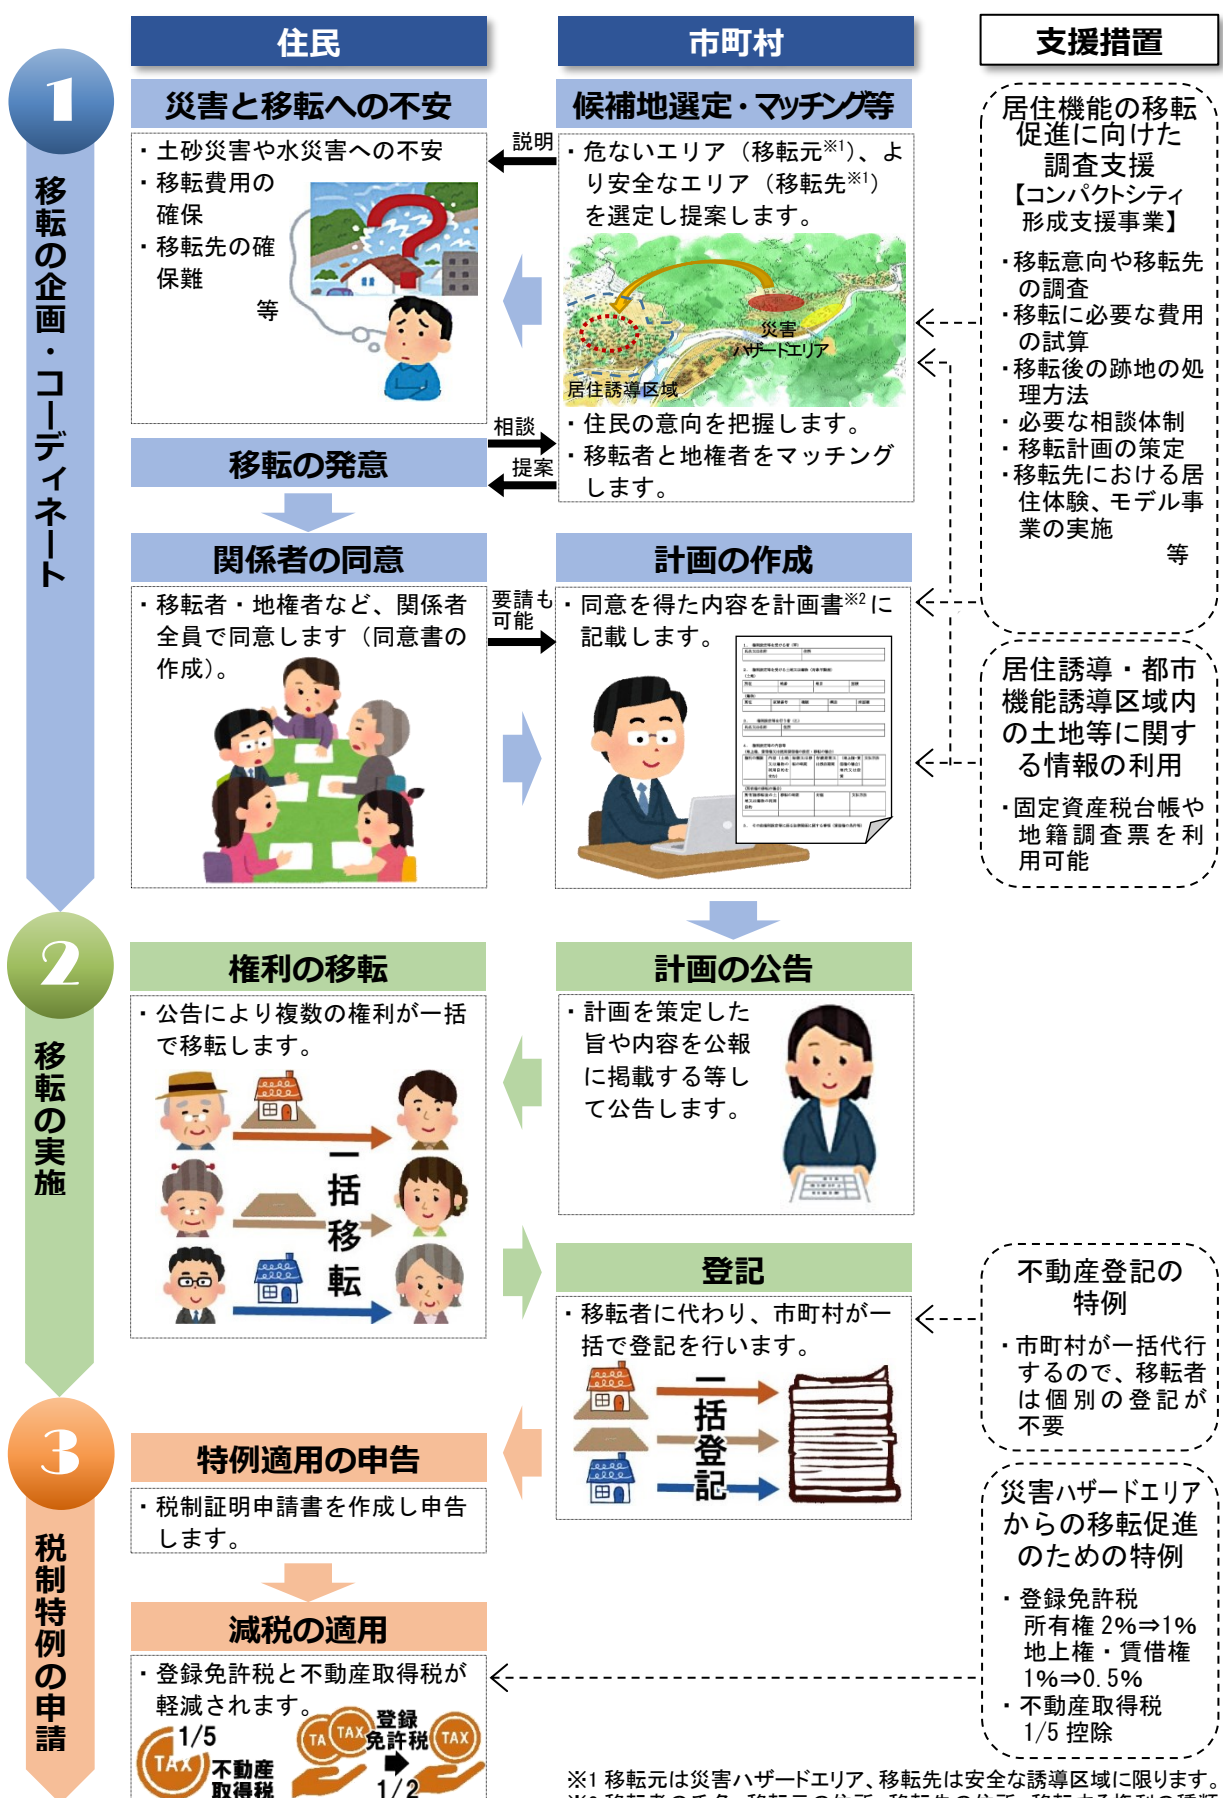 住民
市町村
支援措置
1
移転の企画・コーディネート
災害と移転への不安
・土砂災害や水災害への不安
・移転費用の
確保
・移転先の確
保難
等
説明
候補地選定・マッチング等
・危ないエリア（移転元※1）、よ
り安全なエリア（移転先※1）
を選定し提案します。
災害
ハザードエリア
居住誘導区域
・住民の意向を把握します。
・移転者と地権者をマッチング
します。
相談
提案
移転の発意
居住機能の移転
促進に向けた
調査支援
【コンパクトシティ
形成支援事業】
・移転意向や移転先
の調査
・移転に必要な費用
の試算
・移転後の跡地の処
理方法
・必要な相談体制
・移転計画の策定
・移転先における居
住体験、モデル事
業の実施
等
関係者の同意
・移転者・地権者など、関係者
全員で同意します（同意書の
作成）。
要請も
可能
計画の作成
・同意を得た内容を計画書※2に
記載します。
居住誘導・都市
機能誘導区域内
の土地等に関す
る情報の利用
・固定資産税台帳や
地籍調査票を利
用可能
2
移転の実施
権利の移転
・公告により複数の権利が一括
で移転します。
一括移転
計画の公告
・計画を策定した
旨や内容を公報
に掲載する等し
て公告します。
登記
・移転者に代わり、市町村が一
括で登記を行います。
一括登記
不動産登記の
特例
・市町村が一括代行
するので、移転者
は個別の登記が
不要
3
税制特例の申請
特例適用の申告
・税制証明申請書を作成し申告
します。
減税の適用
・登録免許税と不動産取得税が
軽減されます。
1/5
TAX
不動産
取得税
TA
TAX
登録
免許税
TAX
1/2
災害ハザードエリア
からの移転促進
のための特例
・登録免許税
所有権 2%⇒1%
地上権・賃借権
1%⇒0.5%
・不動産取得税
1/5 控除
※1 移転元は災害ハザードエリア、移転先は安全な誘導区域に限ります。